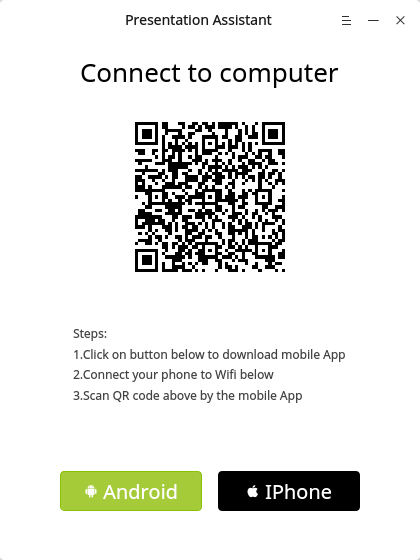 Presentation Assistant
Connect to computer
Steps:
1.Click on button below to download mobile App
2.Connect your phone to Wifi below
3.Scan QR code above by the mobile App
Android
IPhone